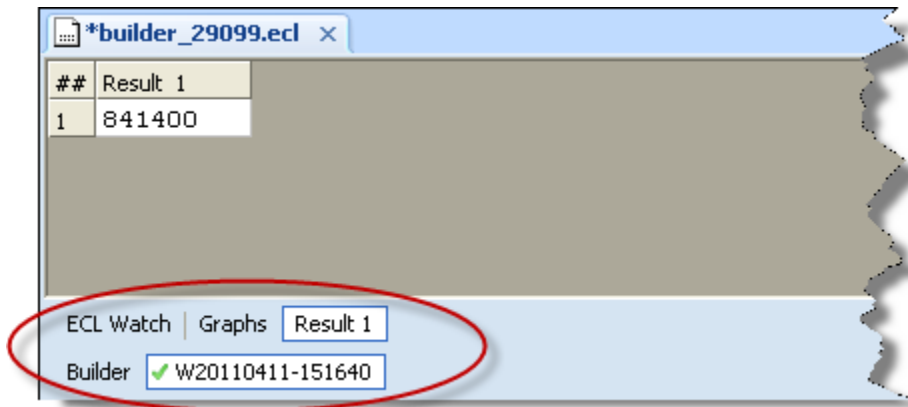 *builder_29099.ecl ×
## Result 1
1 841400
ECL Watch | Graphs Result 1
Builder ✓ W20110411-151640